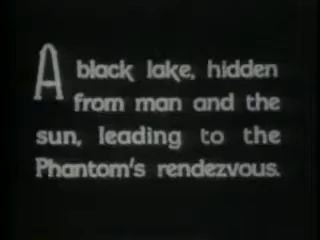 A black lake, hidden
from man and the
sun, leading to the
Phantom's rendezvous.